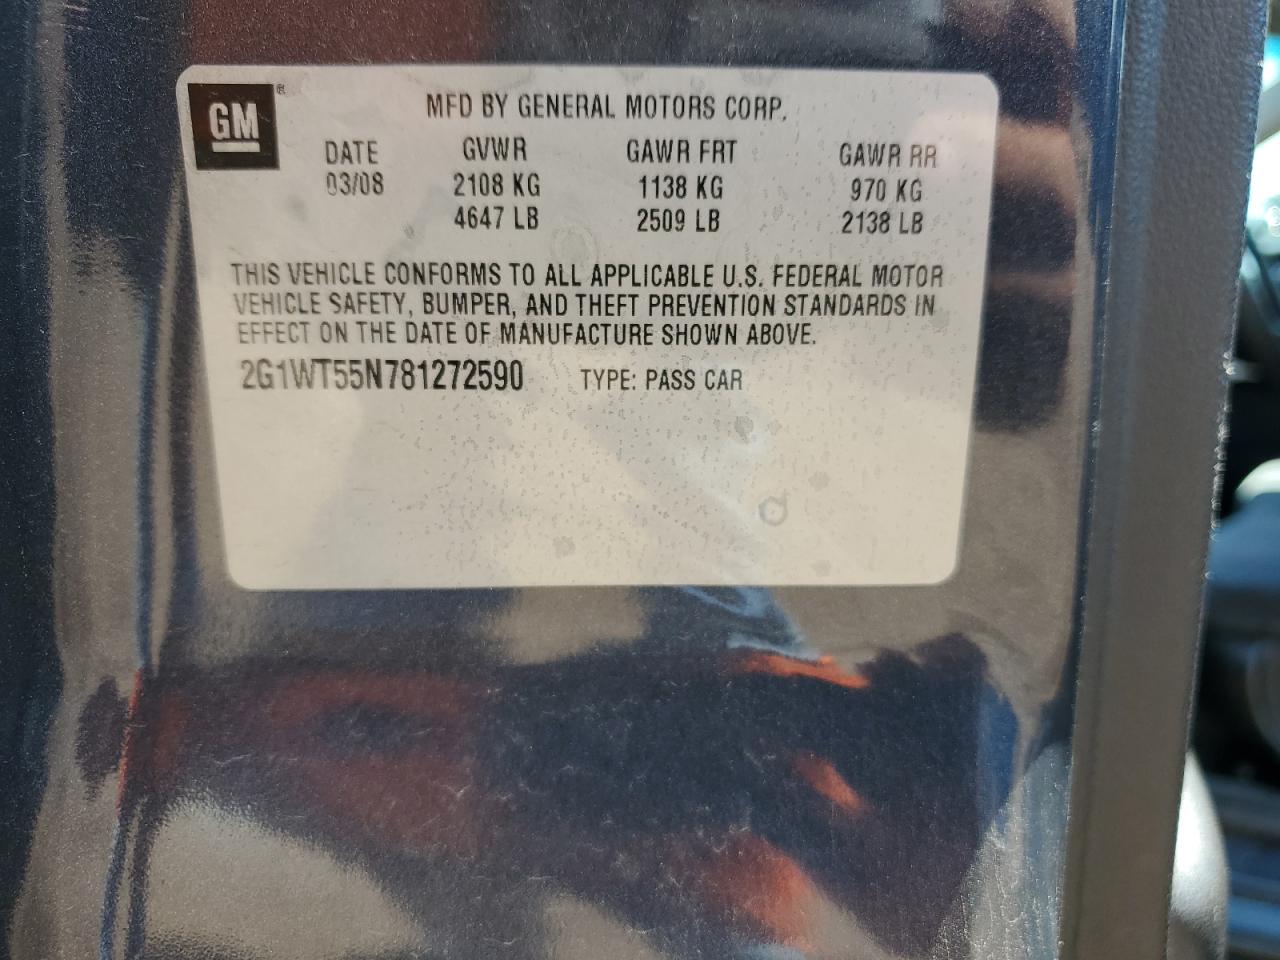 GM ®
MFD BY GENERAL MOTORS CORP.
DATE GVWR GAWR FRT GAWR RR
03/08 2108 KG 1138 KG 970 KG
4647 LB 2509 LB 2138 LB
THIS VEHICLE CONFORMS TO ALL APPLICABLE U.S. FEDERAL MOTOR
VEHICLE SAFETY, BUMPER, AND THEFT PREVENTION STANDARDS IN
EFFECT ON THE DATE OF MANUFACTURE SHOWN ABOVE.
2G1WT55N781272590 TYPE: PASS CAR